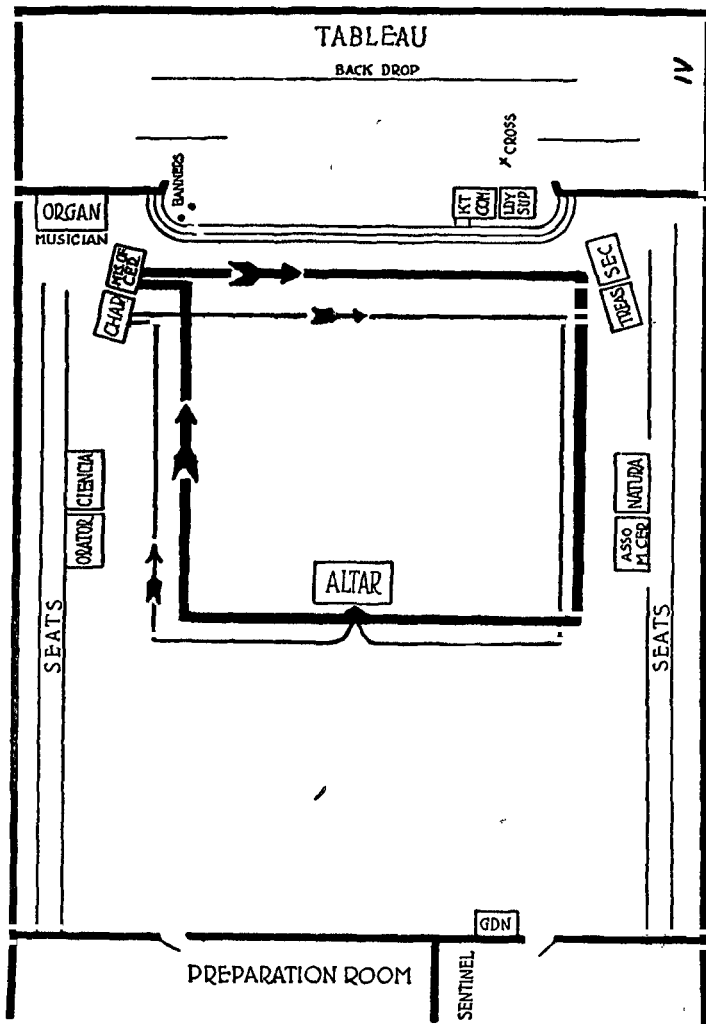 TABLEAU
BACK DROP
IV
BANNERS
CROSS
KT
COM
LDY
SUP
ORGAN
MUSICIAN
MIS. OF
CER
CHAP
SEC
TREAS
CIENCIA
ORATOR
NATURA
ASSO
M.CER
ALTAR
SEATS
SEATS
GDN
PREPARATION ROOM
SENTINEL